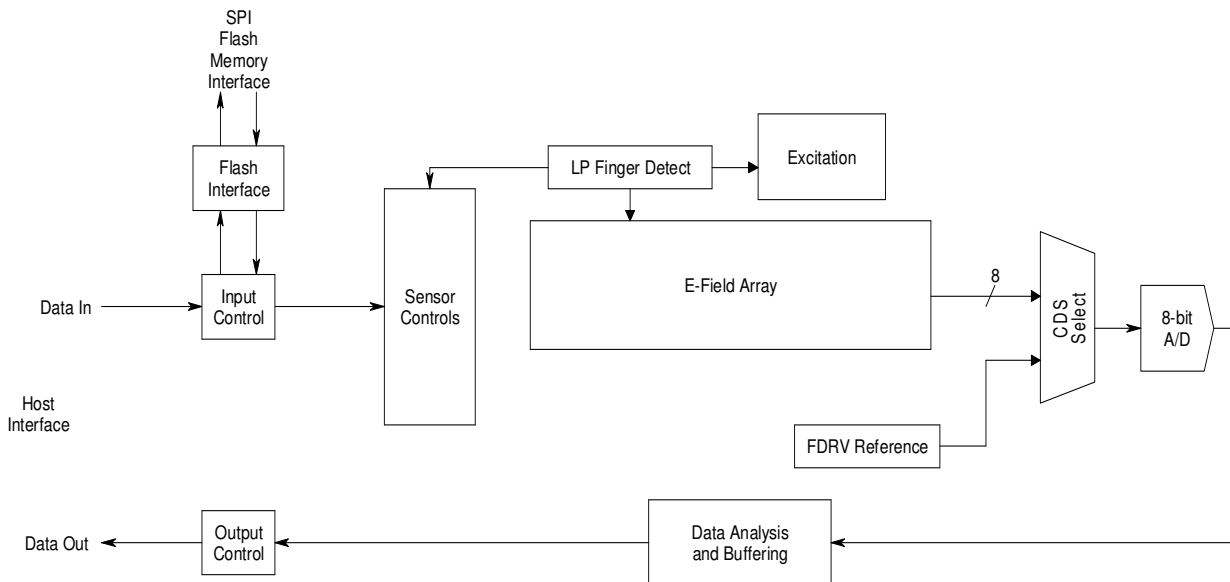 SPI
Flash
Memory
Interface
Flash
Interface
LP Finger Detect
Excitation
Data In
Input
Control
Sensor
Controls
E-Field Array
8
CDS
Select
8-bit
A/D
Host
Interface
FDRV Reference
Data Out
Output
Control
Data Analysis
and Buffering